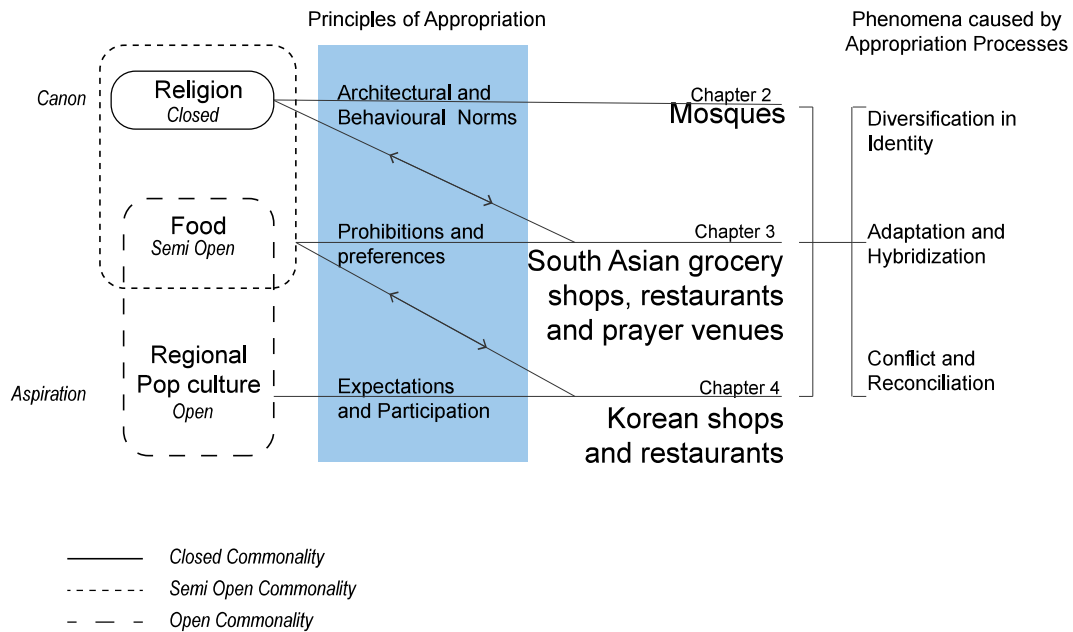 Principles of Appropriation
Phenomena caused by
Appropriation Processes
Canon
Religion
Closed
Architectural and
Behavioural Norms
Chapter 2
Mosques
Diversification in
Identity
Food
Semi Open
Prohibitions and
preferences
Chapter 3
South Asian grocery
shops, restaurants
and prayer venues
Adaptation and
Hybridization
Aspiration
Regional
Pop culture
Open
Expectations
and Participation
Chapter 4
Korean shops
and restaurants
Conflict and
Reconciliation
Closed Commonality
Semi Open Commonality
Open Commonality